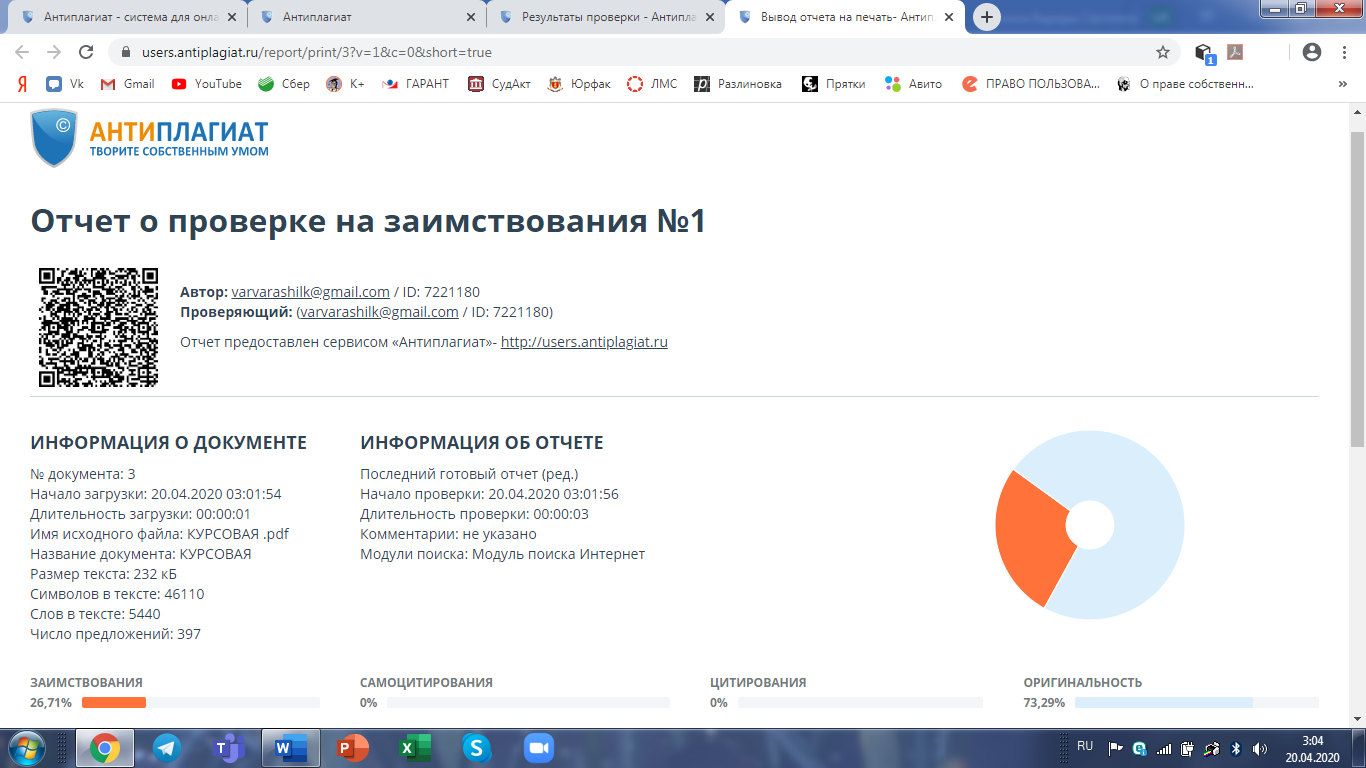 Антиплагиат - система для онла
Антиплагиат
Результаты проверки - Антипла
Вывод отчета на печать- Антип
users.antiplagiat.ru/report/print/3?v=1&c=0&short=true
1
Vk
Gmail
YouTube
Сбер
К+
ГАРАНТ
СудАкт
Юрфак
ЛМС
Разлиновка
Прятки
Авито
ПРАВО ПОЛЬЗОВА...
О праве собственн...
АНТИПЛАГИАТ
ТВОРИТЕ СОБСТВЕННЫМ УМОМ
Отчет о проверке на заимствования №1
Автор: varvarashilk@gmail.com / ID: 7221180
Проверяющий: (varvarashilk@gmail.com / ID: 7221180)
Отчет предоставлен сервисом «Антиплагиат»- http://users.antiplagiat.ru
ИНФОРМАЦИЯ О ДОКУМЕНТЕ
№ документа: 3
Начало загрузки: 20.04.2020 03:01:54
Длительность загрузки: 00:00:01
Имя исходного файла: КУРСОВАЯ .pdf
Название документа: КУРСОВАЯ
Размер текста: 232 кБ
Cимволов в тексте: 46110
Слов в тексте: 5440
Число предложений: 397
ИНФОРМАЦИЯ ОБ ОТЧЕТЕ
Последний готовый отчет (ред.)
Начало проверки: 20.04.2020 03:01:56
Длительность проверки: 00:00:03
Комментарии: не указано
Модули поиска: Модуль поиска Интернет
ЗАИМСТВОВАНИЯ
26,71%
САМОЦИТИРОВАНИЯ
0%
ЦИТИРОВАНИЯ
0%
ОРИГИНАЛЬНОСТЬ
73,29%
RU
3:04
20.04.2020